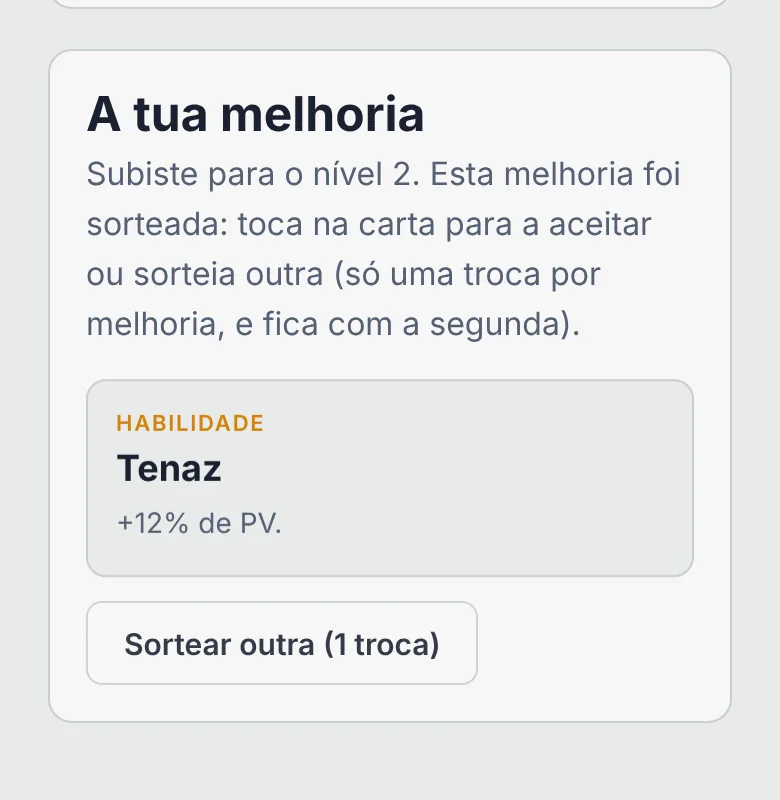 A tua melhoria
Subiste para o nível 2. Esta melhoria foi
sorteada: toca na carta para a aceitar
ou sorteia outra (só uma troca por
melhoria, e fica com a segunda).
HABILIDADE
Tenaz
+12% de PV.
Sortear outra (1 troca)